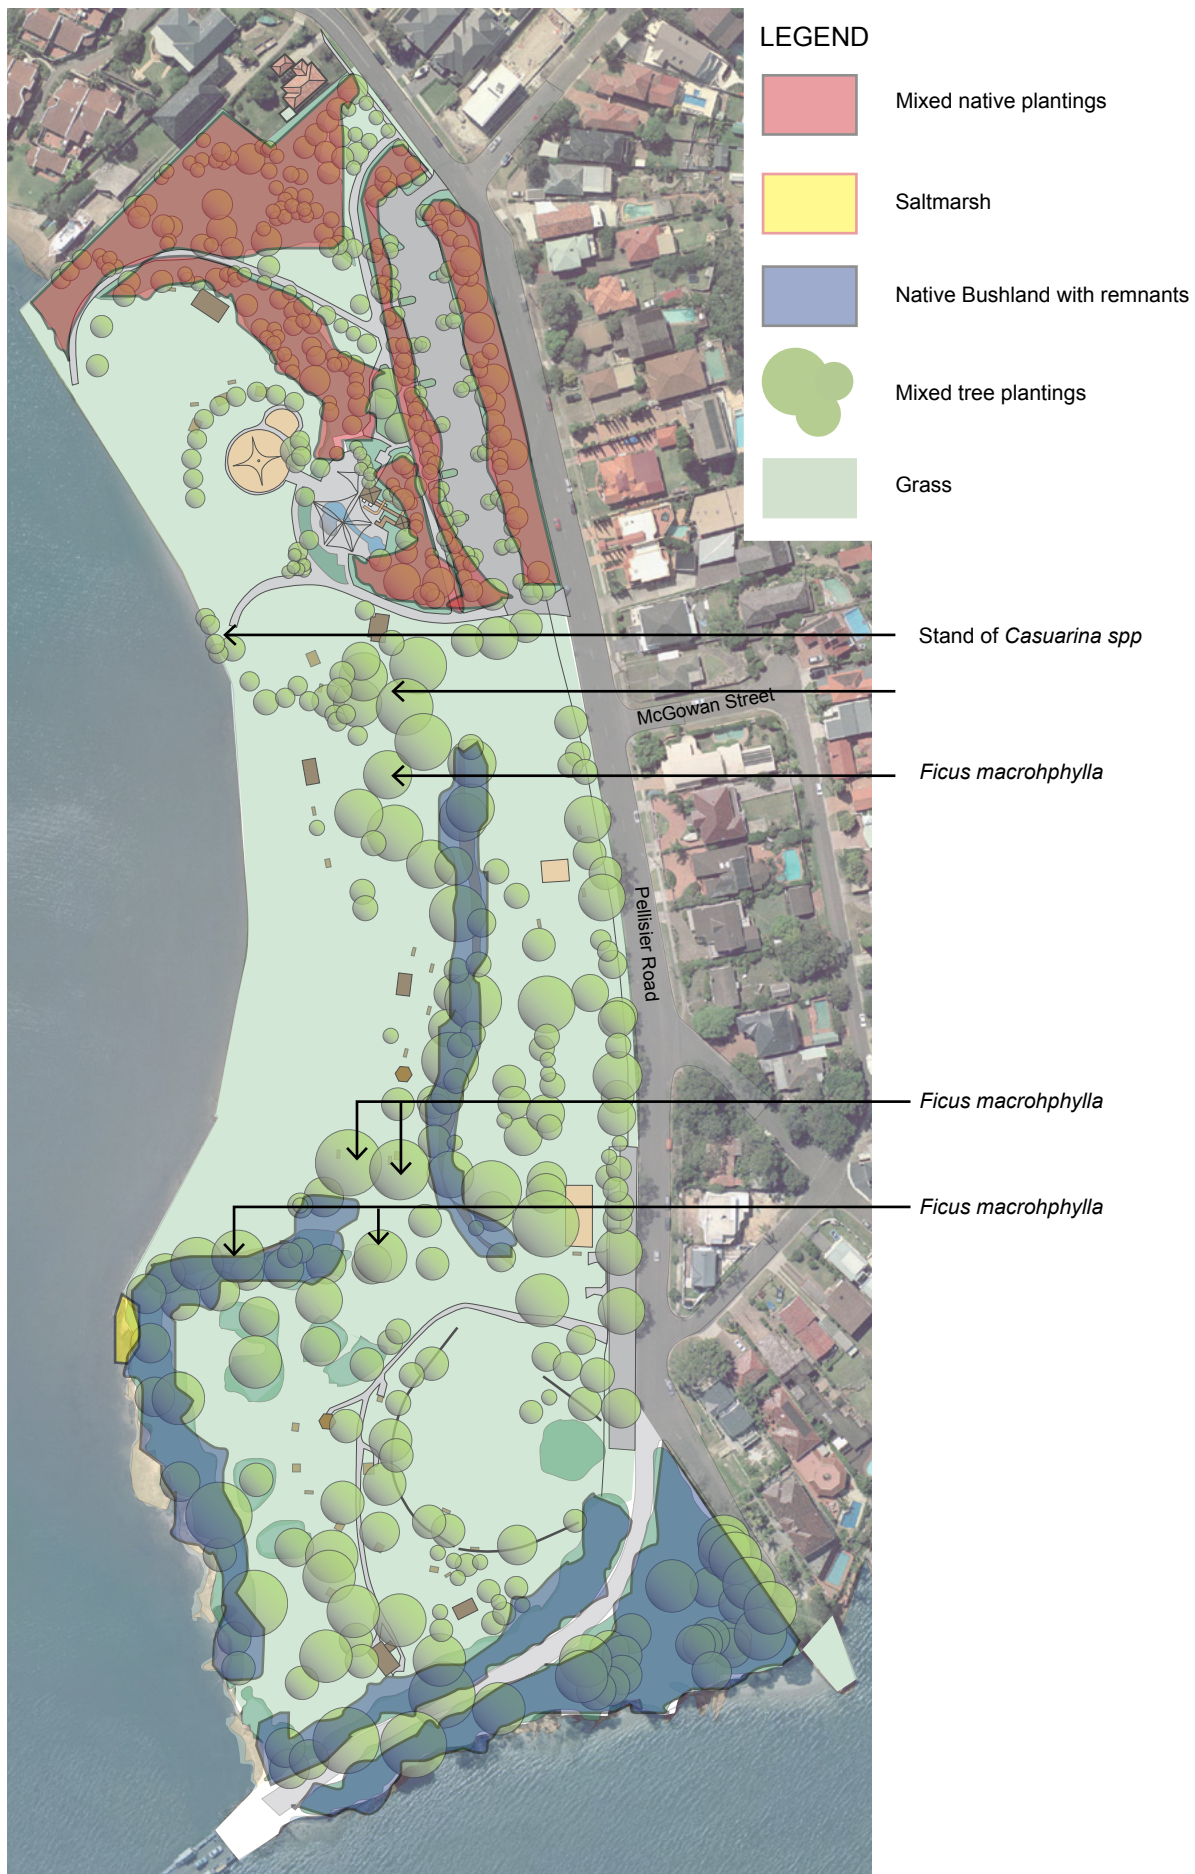 LEGEND
Mixed native plantings
Saltmarsh
Native Bushland with remnants
Mixed tree plantings
Grass
Stand of Casuarina spp
McGowan Street
Ficus macrohphylla
Pellisier Road
Ficus macrohphylla
Ficus macrohphylla